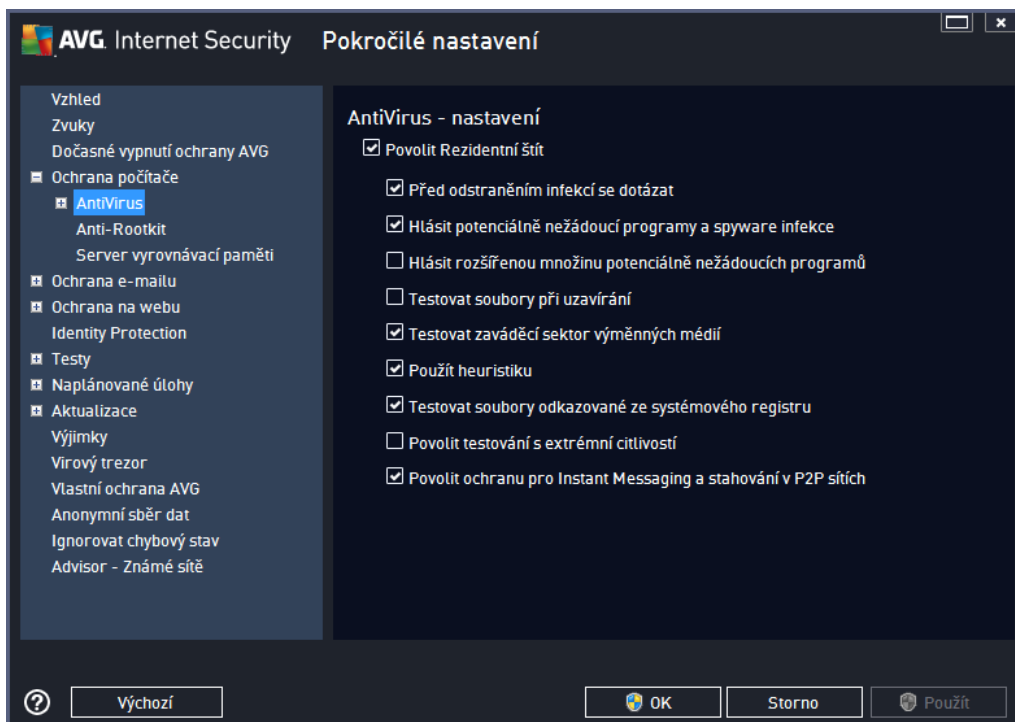 AVG. Internet Security Pokročilé nastavení
Vzhled
Zvuky
Dočasné vypnutí ochrany AVG
Ochrana počítače
AntiVirus
Anti-Rootkit
Server vyrovnávací paměti
Ochrana e-mailu
Ochrana na webu
Identity Protection
Testy
Naplánované úlohy
Aktualizace
Výjimky
Virový trezor
Vlastní ochrana AVG
Anonymní sběr dat
Ignorovat chybový stav
Advisor - Známé sítě
AntiVirus - nastavení
Povolit Rezidentní štít
Před odstraněním infekcí se dotázat
Hlásit potenciálně nežádoucí programy a spyware infekce
Hlásit rozšířenou množinu potenciálně nežádoucích programů
Testovat soubory při uzavírání
Testovat zaváděcí sektor výměnných médií
Použít heuristiku
Testovat soubory odkazované ze systémového registru
Povolit testování s extrémní citlivostí
Povolit ochranu pro Instant Messaging a stahování v P2P sítích
Výchozí
OK
Storno
Použít